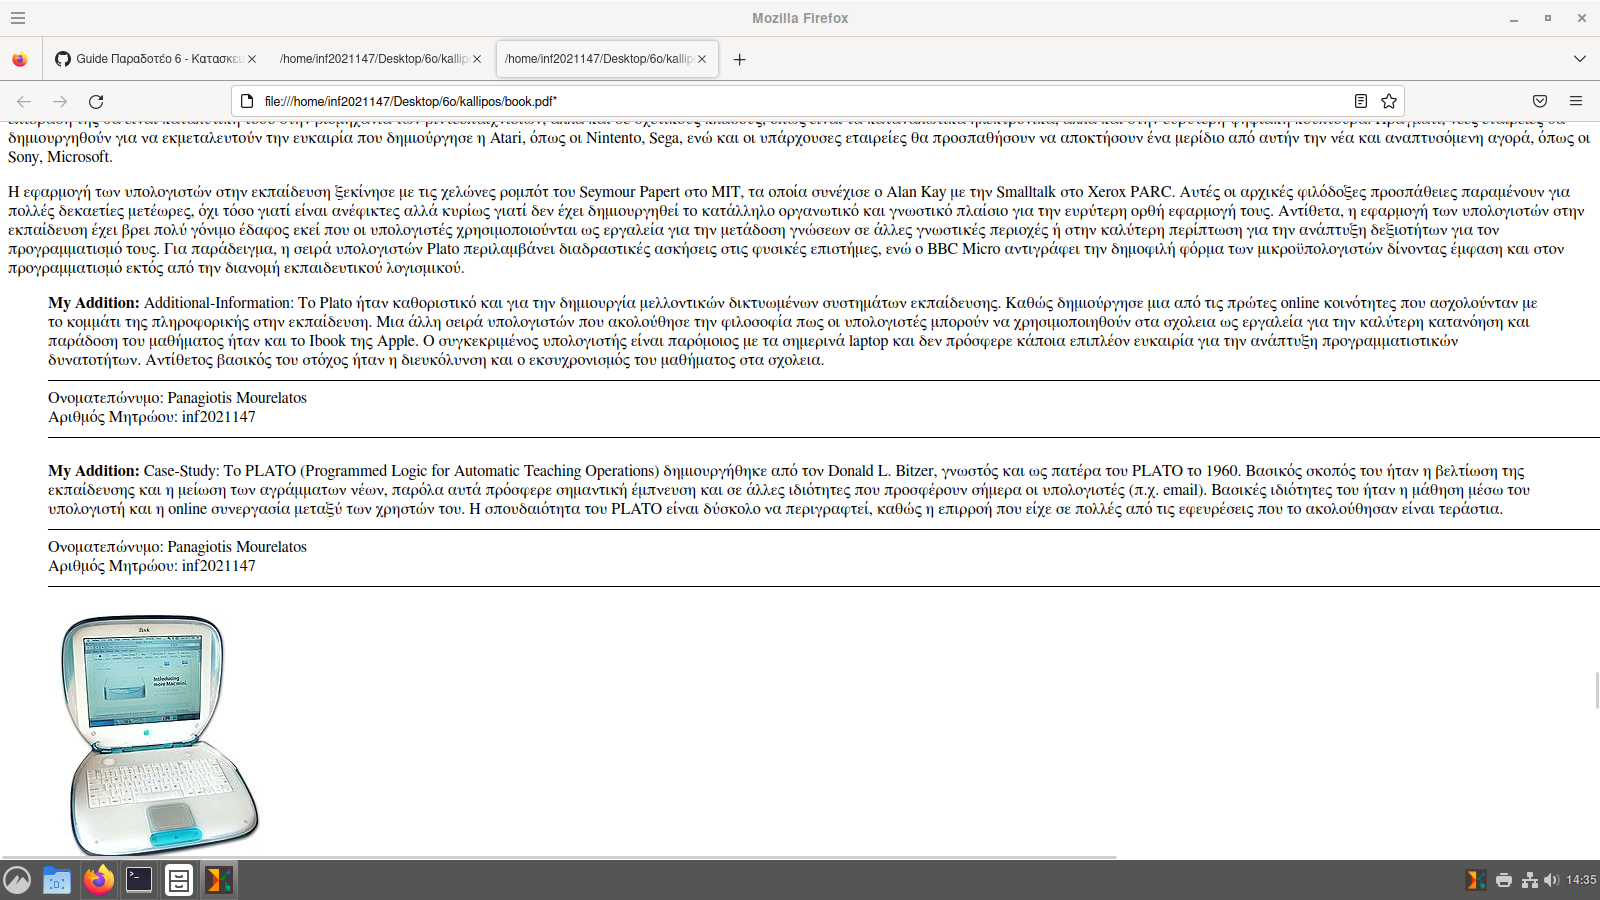 Mozilla Firefox
Guide Παραδοτέο 6 - Κατασκευ
/home/inf2021147/Desktop/6o/kallip
/home/inf2021147/Desktop/6o/kallip
file:///home/inf2021147/Desktop/6o/kallipos/book.pdf*
δημιουργηθούν για να εκμεταλευτούν την ευκαιρία που δημιούργησε η Atari, όπως οι Nintento, Sega, ενώ και οι υπάρχουσες εταιρείες θα προσπαθήσουν να αποκτήσουν ένα μερίδιο από αυτήν την νέα και αναπτυσόμενη αγορά, όπως οι
Sony, Microsoft.
Η εφαρμογή των υπολογιστών στην εκπαίδευση ξεκίνησε με τις χελώνες ρομπότ του Seymour Papert στο MIT, τα οποία συνέχισε ο Alan Kay με την Smalltalk στο Xerox PARC. Αυτές οι αρχικές φιλόδοξες προσπάθειες παραμένουν για
πολλές δεκαετίες μετέωρες, όχι τόσο γιατί είναι ανέφικτες αλλά κυρίως γιατί δεν έχει δημιουργηθεί το κατάλληλο οργανωτικό και γνωστικό πλαίσιο για την ευρύτερη ορθή εφαρμογή τους. Αντίθετα, η εφαρμογή των υπολογιστών στην
εκπαίδευση έχει βρει πολύ γόνιμο έδαφος εκεί που οι υπολογιστές χρησιμοποιούνται ως εργαλεία για την μετάδοση γνώσεων σε άλλες γνωστικές περιοχές ή στην καλύτερη περίπτωση για την ανάπτυξη δεξιοτήτων για τον
προγραμματισμό τους. Για παράδειγμα, η σειρά υπολογιστών Plato περιλαμβάνει διαδραστικές ασκήσεις στις φυσικές επιστήμες, ενώ ο BBC Micro αντιγράφει την δημοφιλή φόρμα των μικροϋπολογιστών δίνοντας έμφαση και στον
προγραμματισμό εκτός από την διανομή εκπαιδευτικού λογισμικού.
My Addition: Additional-Information: Το Plato ήταν καθοριστικό και για την δημιουργία μελλοντικών δικτυωμένων συστημάτων εκπαίδευσης. Καθώς δημιούργησε μια από τις πρώτες online κοινότητες που ασχολούνταν με
το κομμάτι της πληροφορικής στην εκπαίδευση. Μια άλλη σειρά υπολογιστών που ακολούθησε την φιλοσοφία πως οι υπολογιστές μπορούν να χρησιμοποιηθούν στα σχολεια ως εργαλεία για την καλύτερη κατανόηση και
παράδοση του μαθήματος ήταν και το Ibook της Apple. Ο συγκεκριμένος υπολογιστής είναι παρόμοιος με τα σημερινά laptop και δεν πρόσφερε κάποια επιπλέον ευκαιρία για την ανάπτυξη προγραμματιστικών
δυνατοτήτων. Αντίθετος βασικός του στόχος ήταν η διευκόλυνση και ο εκσυχρονισμός του μαθήματος στα σχολεια.
Ονοματεπώνυμο: Panagiotis Mourelatos
Αριθμός Μητρώου: inf2021147
My Addition: Case-Study: Το PLATO (Programmed Logic for Automatic Teaching Operations) δημιουργήθηκε από τον Donald L. Bitzer, γνωστός και ως πατέρα του PLATO το 1960. Βασικός σκοπός του ήταν η βελτίωση της
εκπαίδευσης και η μείωση των αγράμματων νέων, παρόλα αυτά πρόσφερε σημαντική έμπνευση και σε άλλες ιδιότητες που προσφέρουν σήμερα οι υπολογιστές (π.χ. email). Βασικές ιδιότητες του ήταν η μάθηση μέσω του
υπολογιστή και η online συνεργασία μεταξύ των χρηστών του. Η σπουδαιότητα του PLATO είναι δύσκολο να περιγραφτεί, καθώς η επιρροή που είχε σε πολλές από τις εφευρέσεις που το ακολούθησαν είναι τεράστια.
Ονοματεπώνυμο: Panagiotis Mourelatos
Αριθμός Μητρώου: inf2021147
Introducing
more Mac mini.
14:35